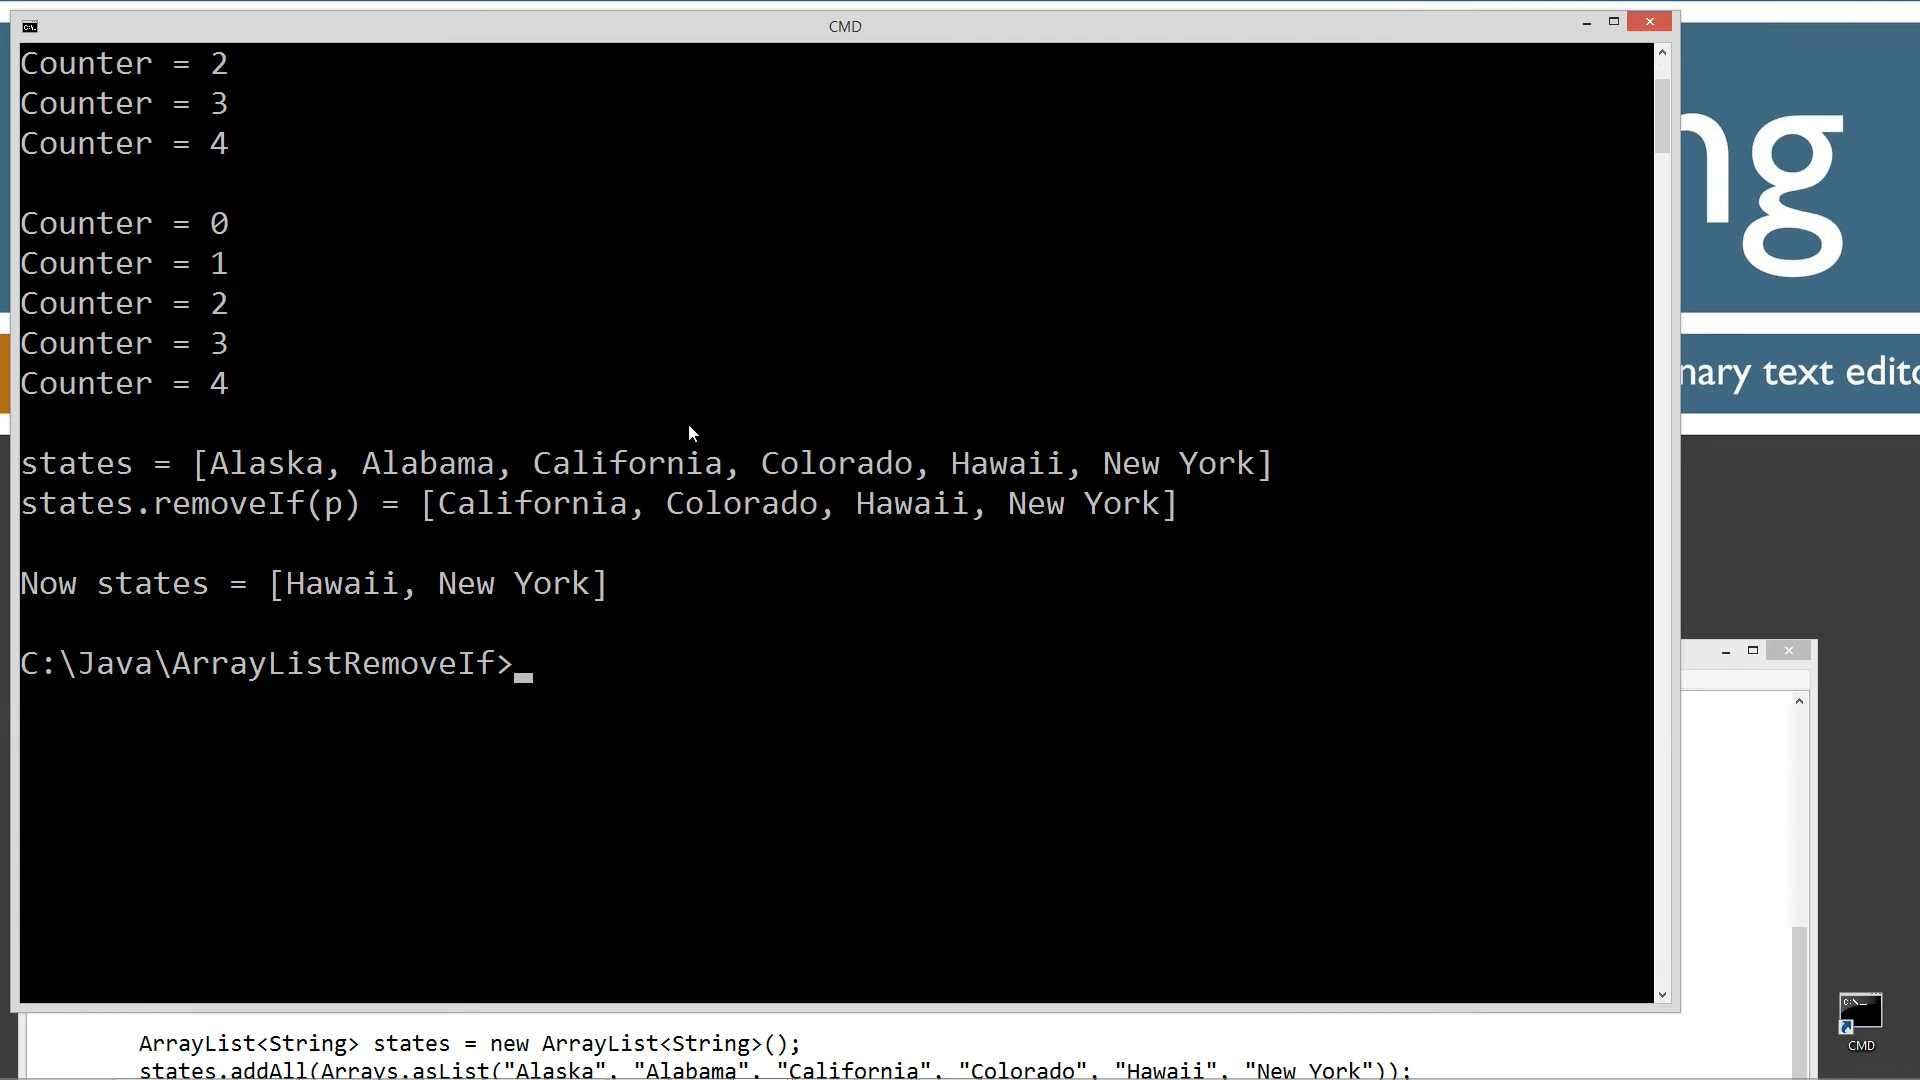 CMD
Counter = 2
Counter = 3
Counter = 4
Counter = 0
Counter = 1
Counter = 2
Counter = 3
Counter = 4
states = [Alaska, Alabama, California, Colorado, Hawaii, New York]
states.removeIf(p) = [California, Colorado, Hawaii, New York]
Now states = [Hawaii, New York]
C:\Java\ArrayListRemoveIf>
ng
text
ArrayList<String> states = new ArrayList<String>();
states.addAll(Arrays.asList("Alaska", "Alabama", "California", "Colorado", "Hawaii", "New York"));
CMD